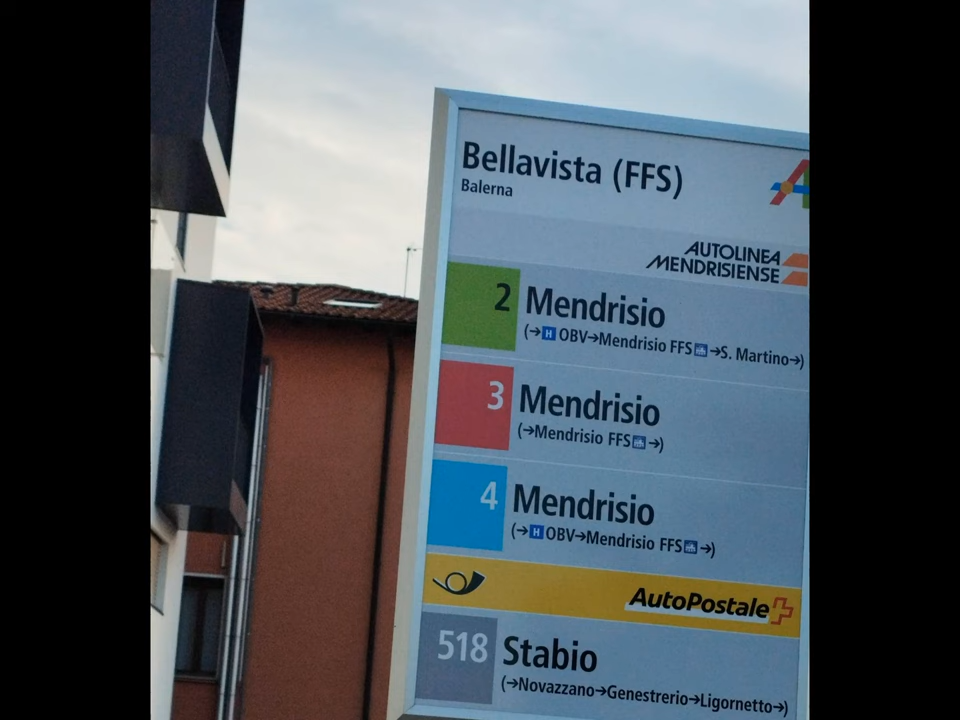 Bellavista (FFS)
Balerna
AUTOLINEA
MENDRISIENSE
2 Mendrisio
(→H OBV→Mendrisio FFS→S. Martino→)
3 Mendrisio
(→Mendrisio FFS→)
4 Mendrisio
(→H OBV→Mendrisio FFS→)
AutoPostale
518 Stabio
(→Novazzano→Genestrerio→Ligornetto→)